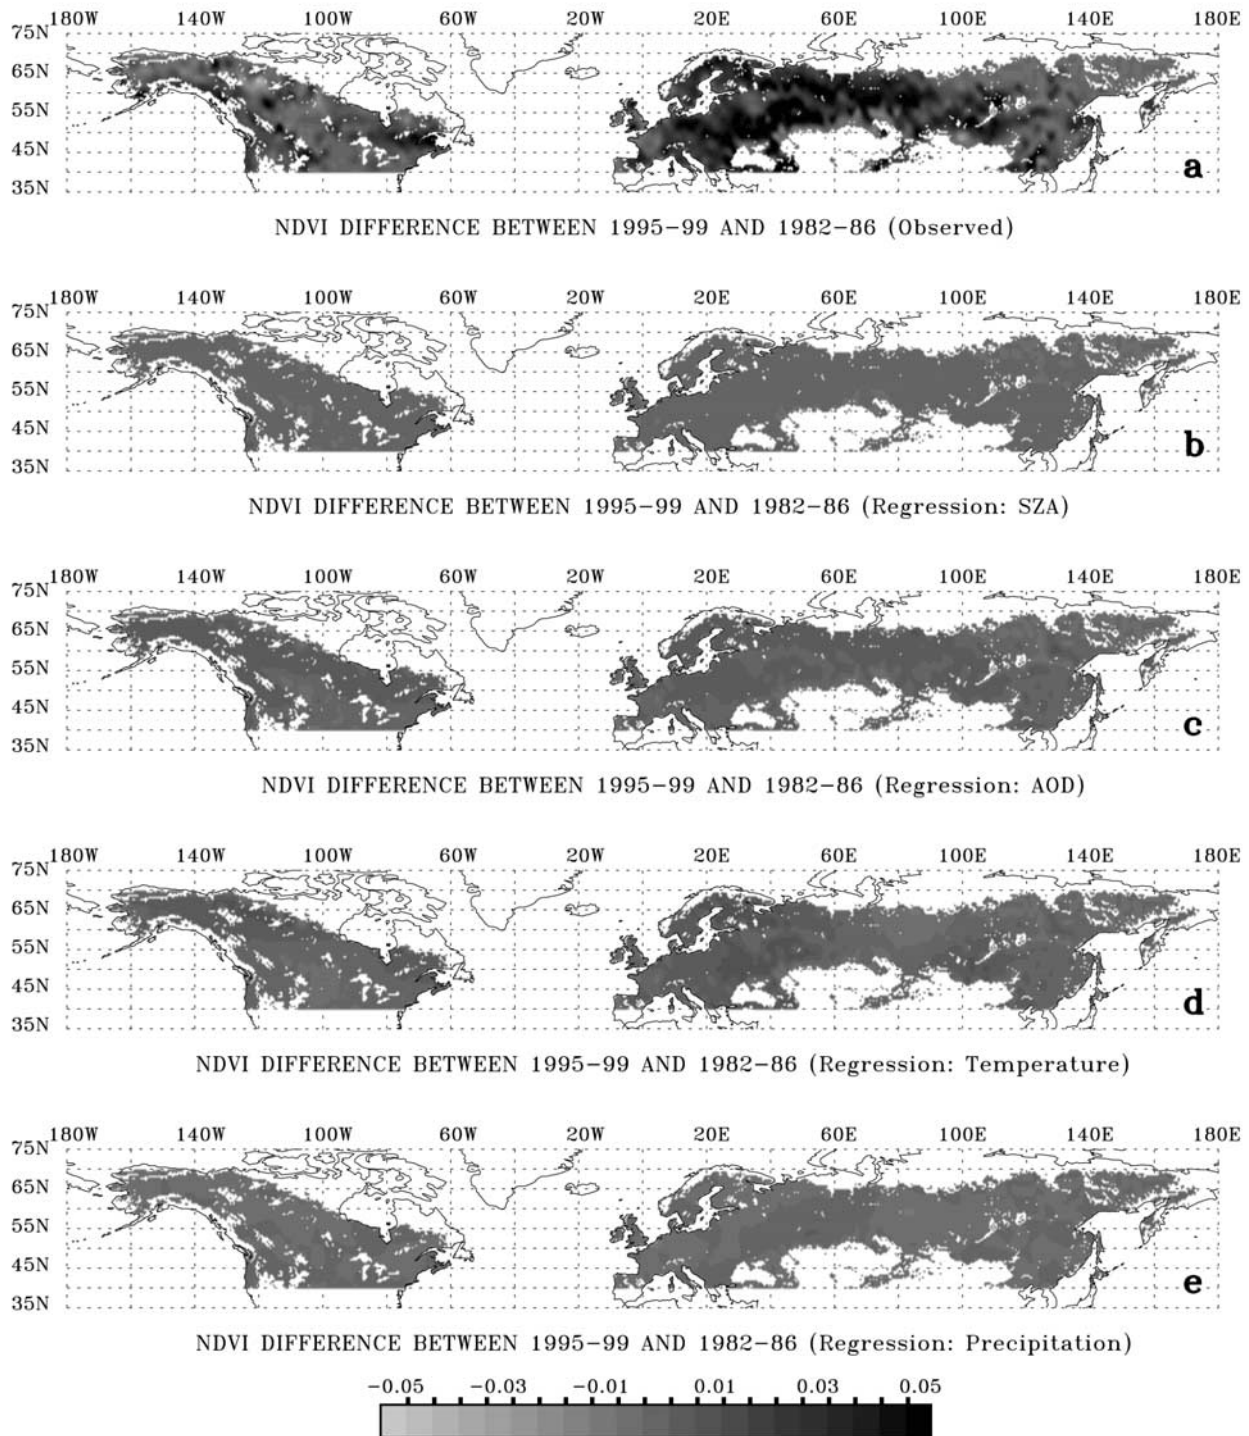 180W 140W 100W 60W 20W 20E 60E 100E 140E 180E
75N
65N
55N
45N
35N
a
NDVI DIFFERENCE BETWEEN 1995-99 AND 1982-86 (Observed)
180W 140W 100W 60W 20W 20E 60E 100E 140E 180E
75N
65N
55N
45N
35N
b
NDVI DIFFERENCE BETWEEN 1995-99 AND 1982-86 (Regression: SZA)
180W 140W 100W 60W 20W 20E 60E 100E 140E 180E
75N
65N
55N
45N
35N
c
NDVI DIFFERENCE BETWEEN 1995-99 AND 1982-86 (Regression: AOD)
180W 140W 100W 60W 20W 20E 60E 100E 140E 180E
75N
65N
55N
45N
35N
d
NDVI DIFFERENCE BETWEEN 1995-99 AND 1982-86 (Regression: Temperature)
180W 140W 100W 60W 20W 20E 60E 100E 140E 180E
75N
65N
55N
45N
35N
e
NDVI DIFFERENCE BETWEEN 1995-99 AND 1982-86 (Regression: Precipitation)
-0.05 -0.03 -0.01 0.01 0.03 0.05